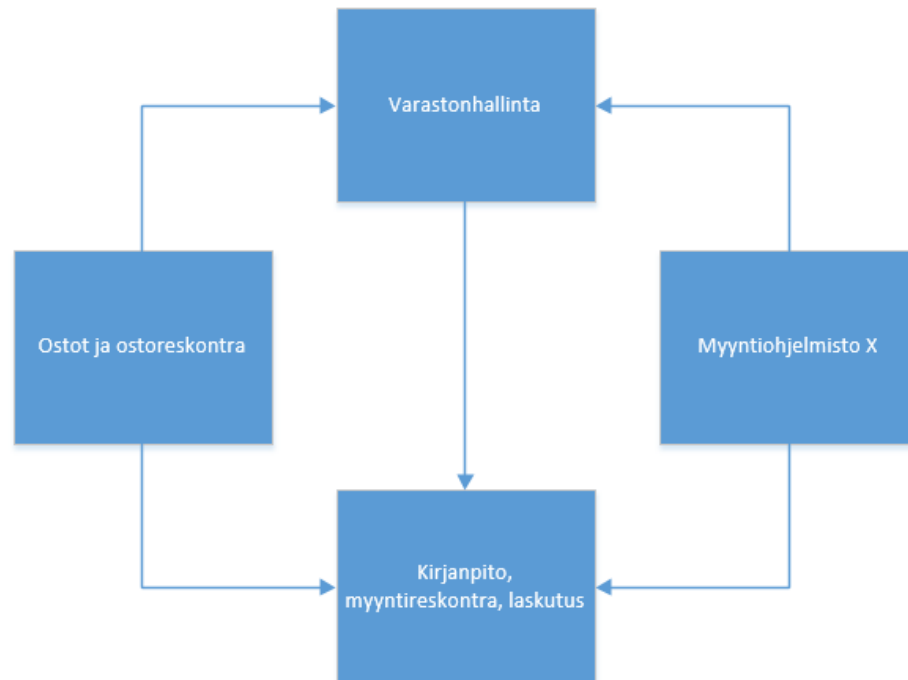 Varastonhallinta
Ostot ja ostoreskontra
Myyntiohjelmisto X
Kirjanpito,
myyntireskontra, laskutus